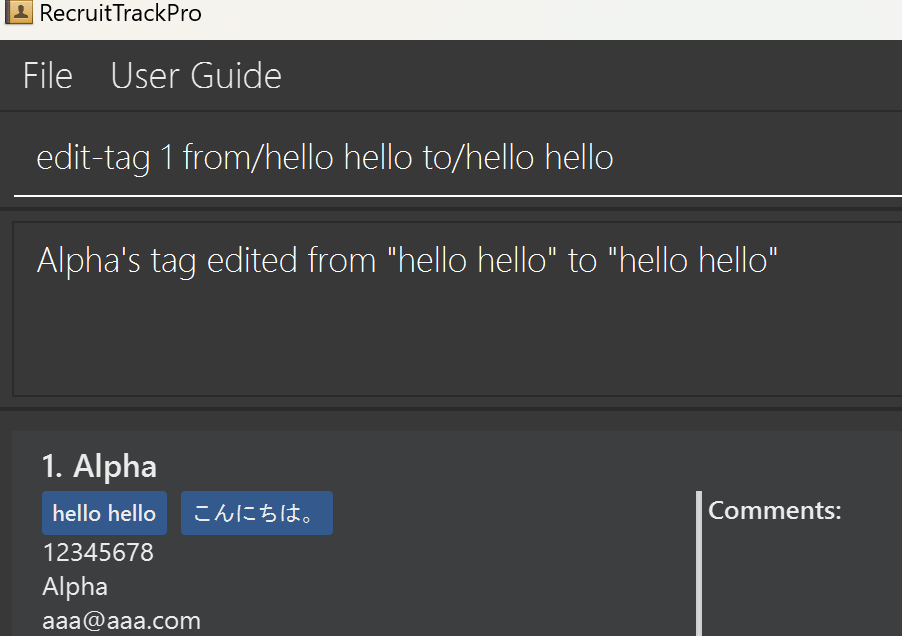 RecruitTrackPro
File User Guide
edit-tag 1 from/hello hello to/hello hello
Alpha's tag edited from "hello hello" to "hello hello"
1. Alpha
hello hello こんにちは。
Comments:
12345678
Alpha
aaa@aaa.com